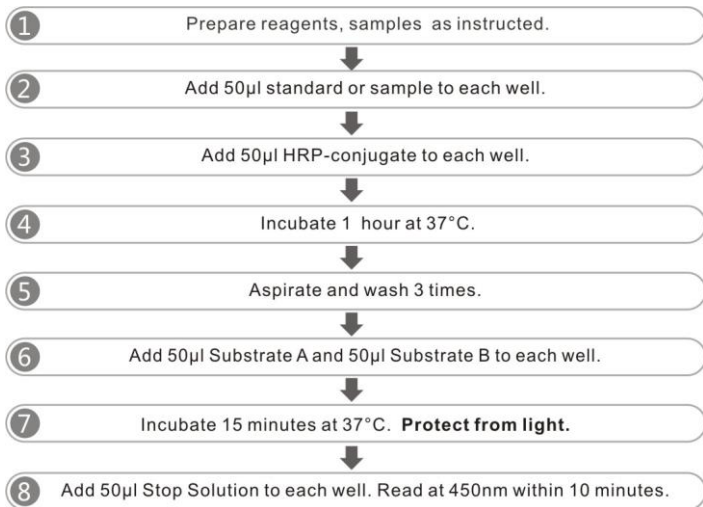 1 Prepare reagents, samples as instructed.
2 Add 50µl standard or sample to each well.
3 Add 50µl HRP-conjugate to each well.
4 Incubate 1 hour at 37°C.
5 Aspirate and wash 3 times.
6 Add 50µl Substrate A and 50µl Substrate B to each well.
7 Incubate 15 minutes at 37°C. Protect from light.
8 Add 50µl Stop Solution to each well. Read at 450nm within 10 minutes.